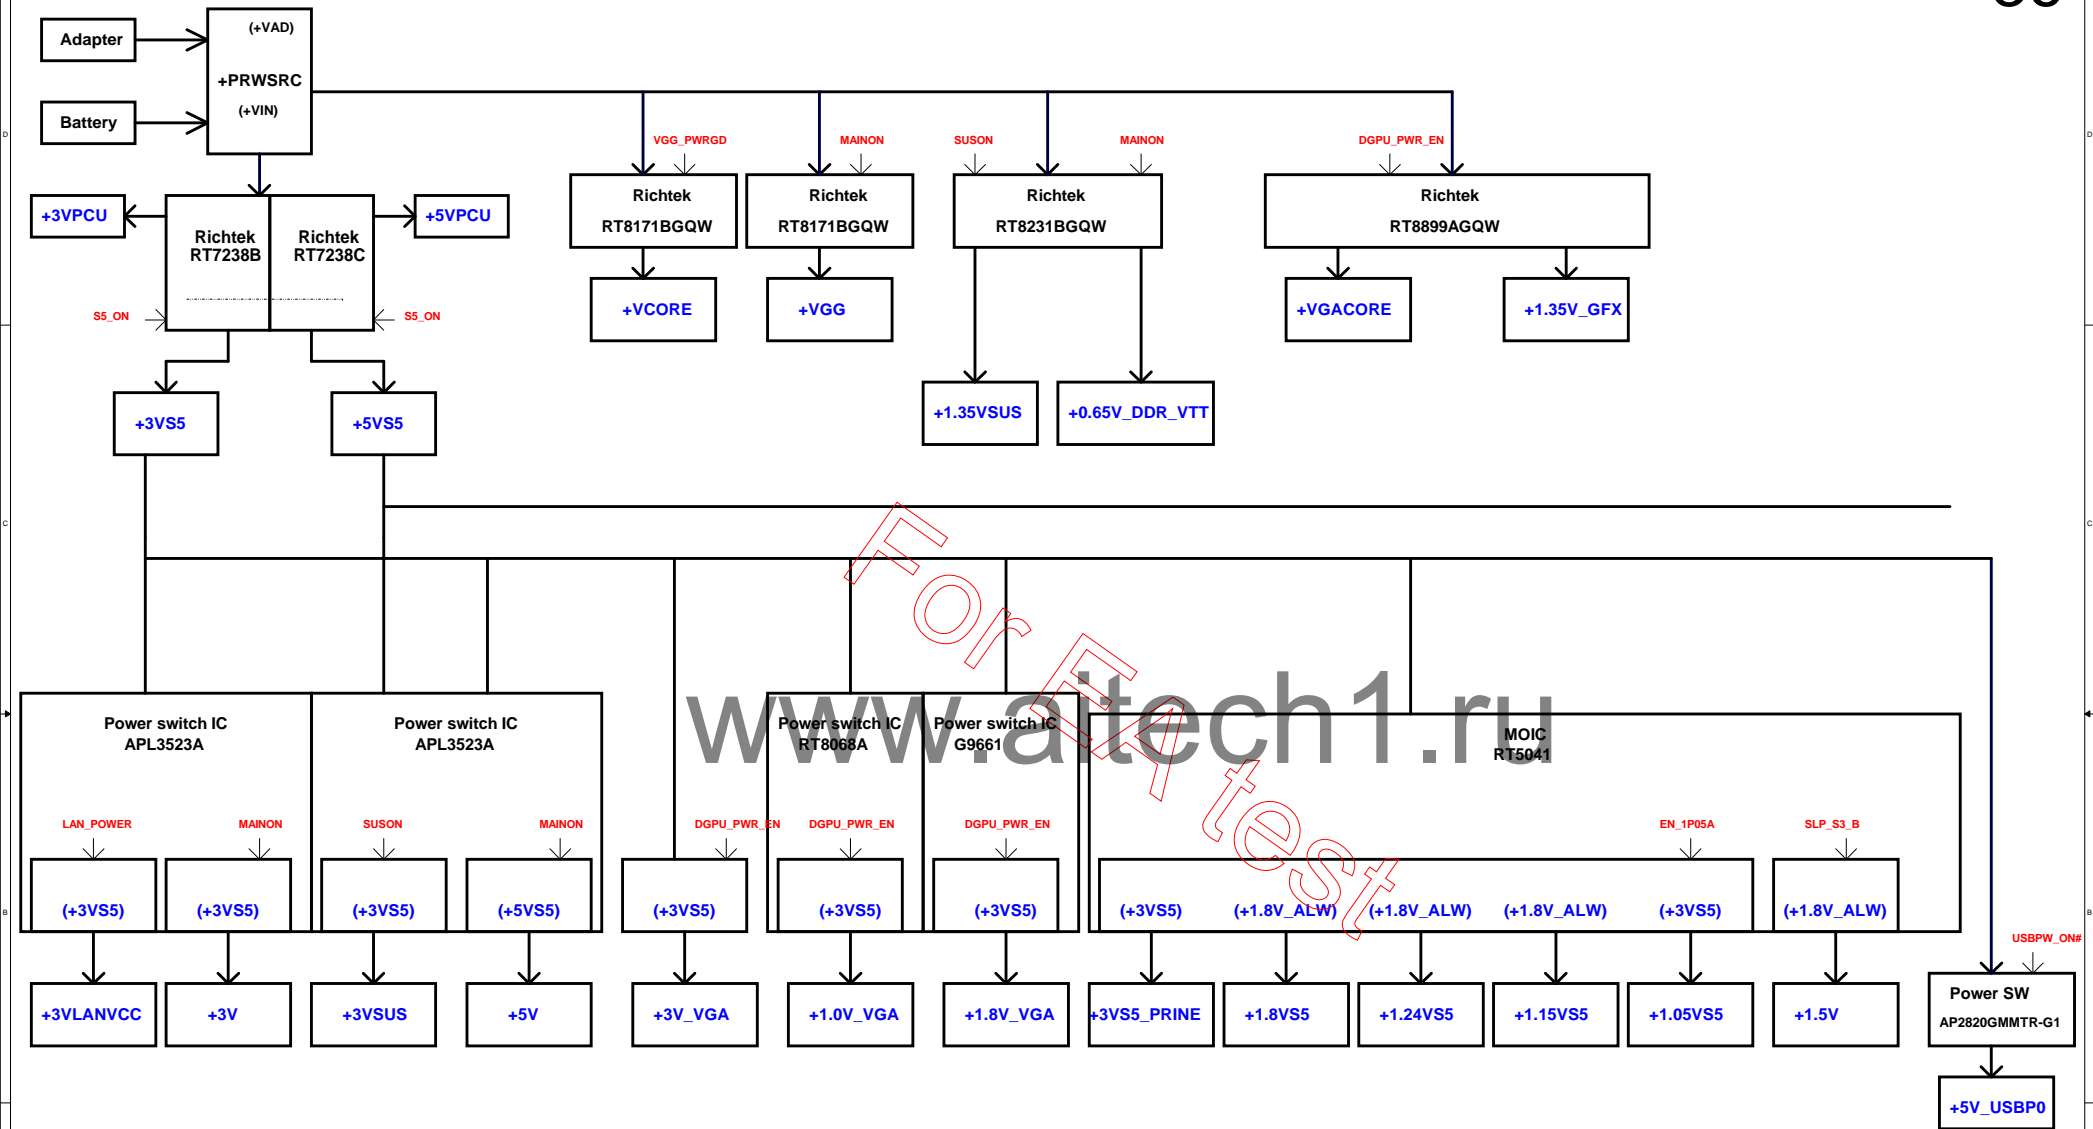 Adapter
Battery
(+VAD)
+PRWSRC
(+VIN)
VGG_PWRGD
MAINON
SUSON
MAINON
DGPU_PWR_EN
+3VPCU
Richtek
RT7238B
Richtek
RT7238C
+5VPCU
S5_ON
S5_ON
Richtek
RT8171BGQW
Richtek
RT8171BGQW
Richtek
RT8231BGQW
Richtek
RT8899AGQW
+VCORE
+VGG
+VGACORE
+1.35V_GFX
+3VS5
+5VS5
+1.35VSUS
+0.65V_DDR_VTT
For EA test
www.aitech1.ru
Power switch IC
APL3523A
Power switch IC
APL3523A
Power switch IC
RT8068A
Power switch IC
G9661
MOIC
RT5041
LAN_POWER
MAINON
SUSON
MAINON
DGPU_PWR_EN
DGPU_PWR_EN
DGPU_PWR_EN
EN_1P05A
SLP_S3_B
(+3VS5)
(+3VS5)
(+3VS5)
(+5VS5)
(+3VS5)
(+3VS5)
(+3VS5)
(+3VS5)
(+1.8V_ALW)
(+1.8V_ALW)
(+1.8V_ALW)
(+3VS5)
(+1.8V_ALW)
USBPW_ON#
+3VLANVCC
+3V
+3VSUS
+5V
+3V_VGA
+1.0V_VGA
+1.8V_VGA
+3VS5_PRINE
+1.8VS5
+1.24VS5
+1.15VS5
+1.05VS5
+1.5V
Power SW
AP2820GMMTR-G1
+5V_USBP0
D
D
C
C
B
B